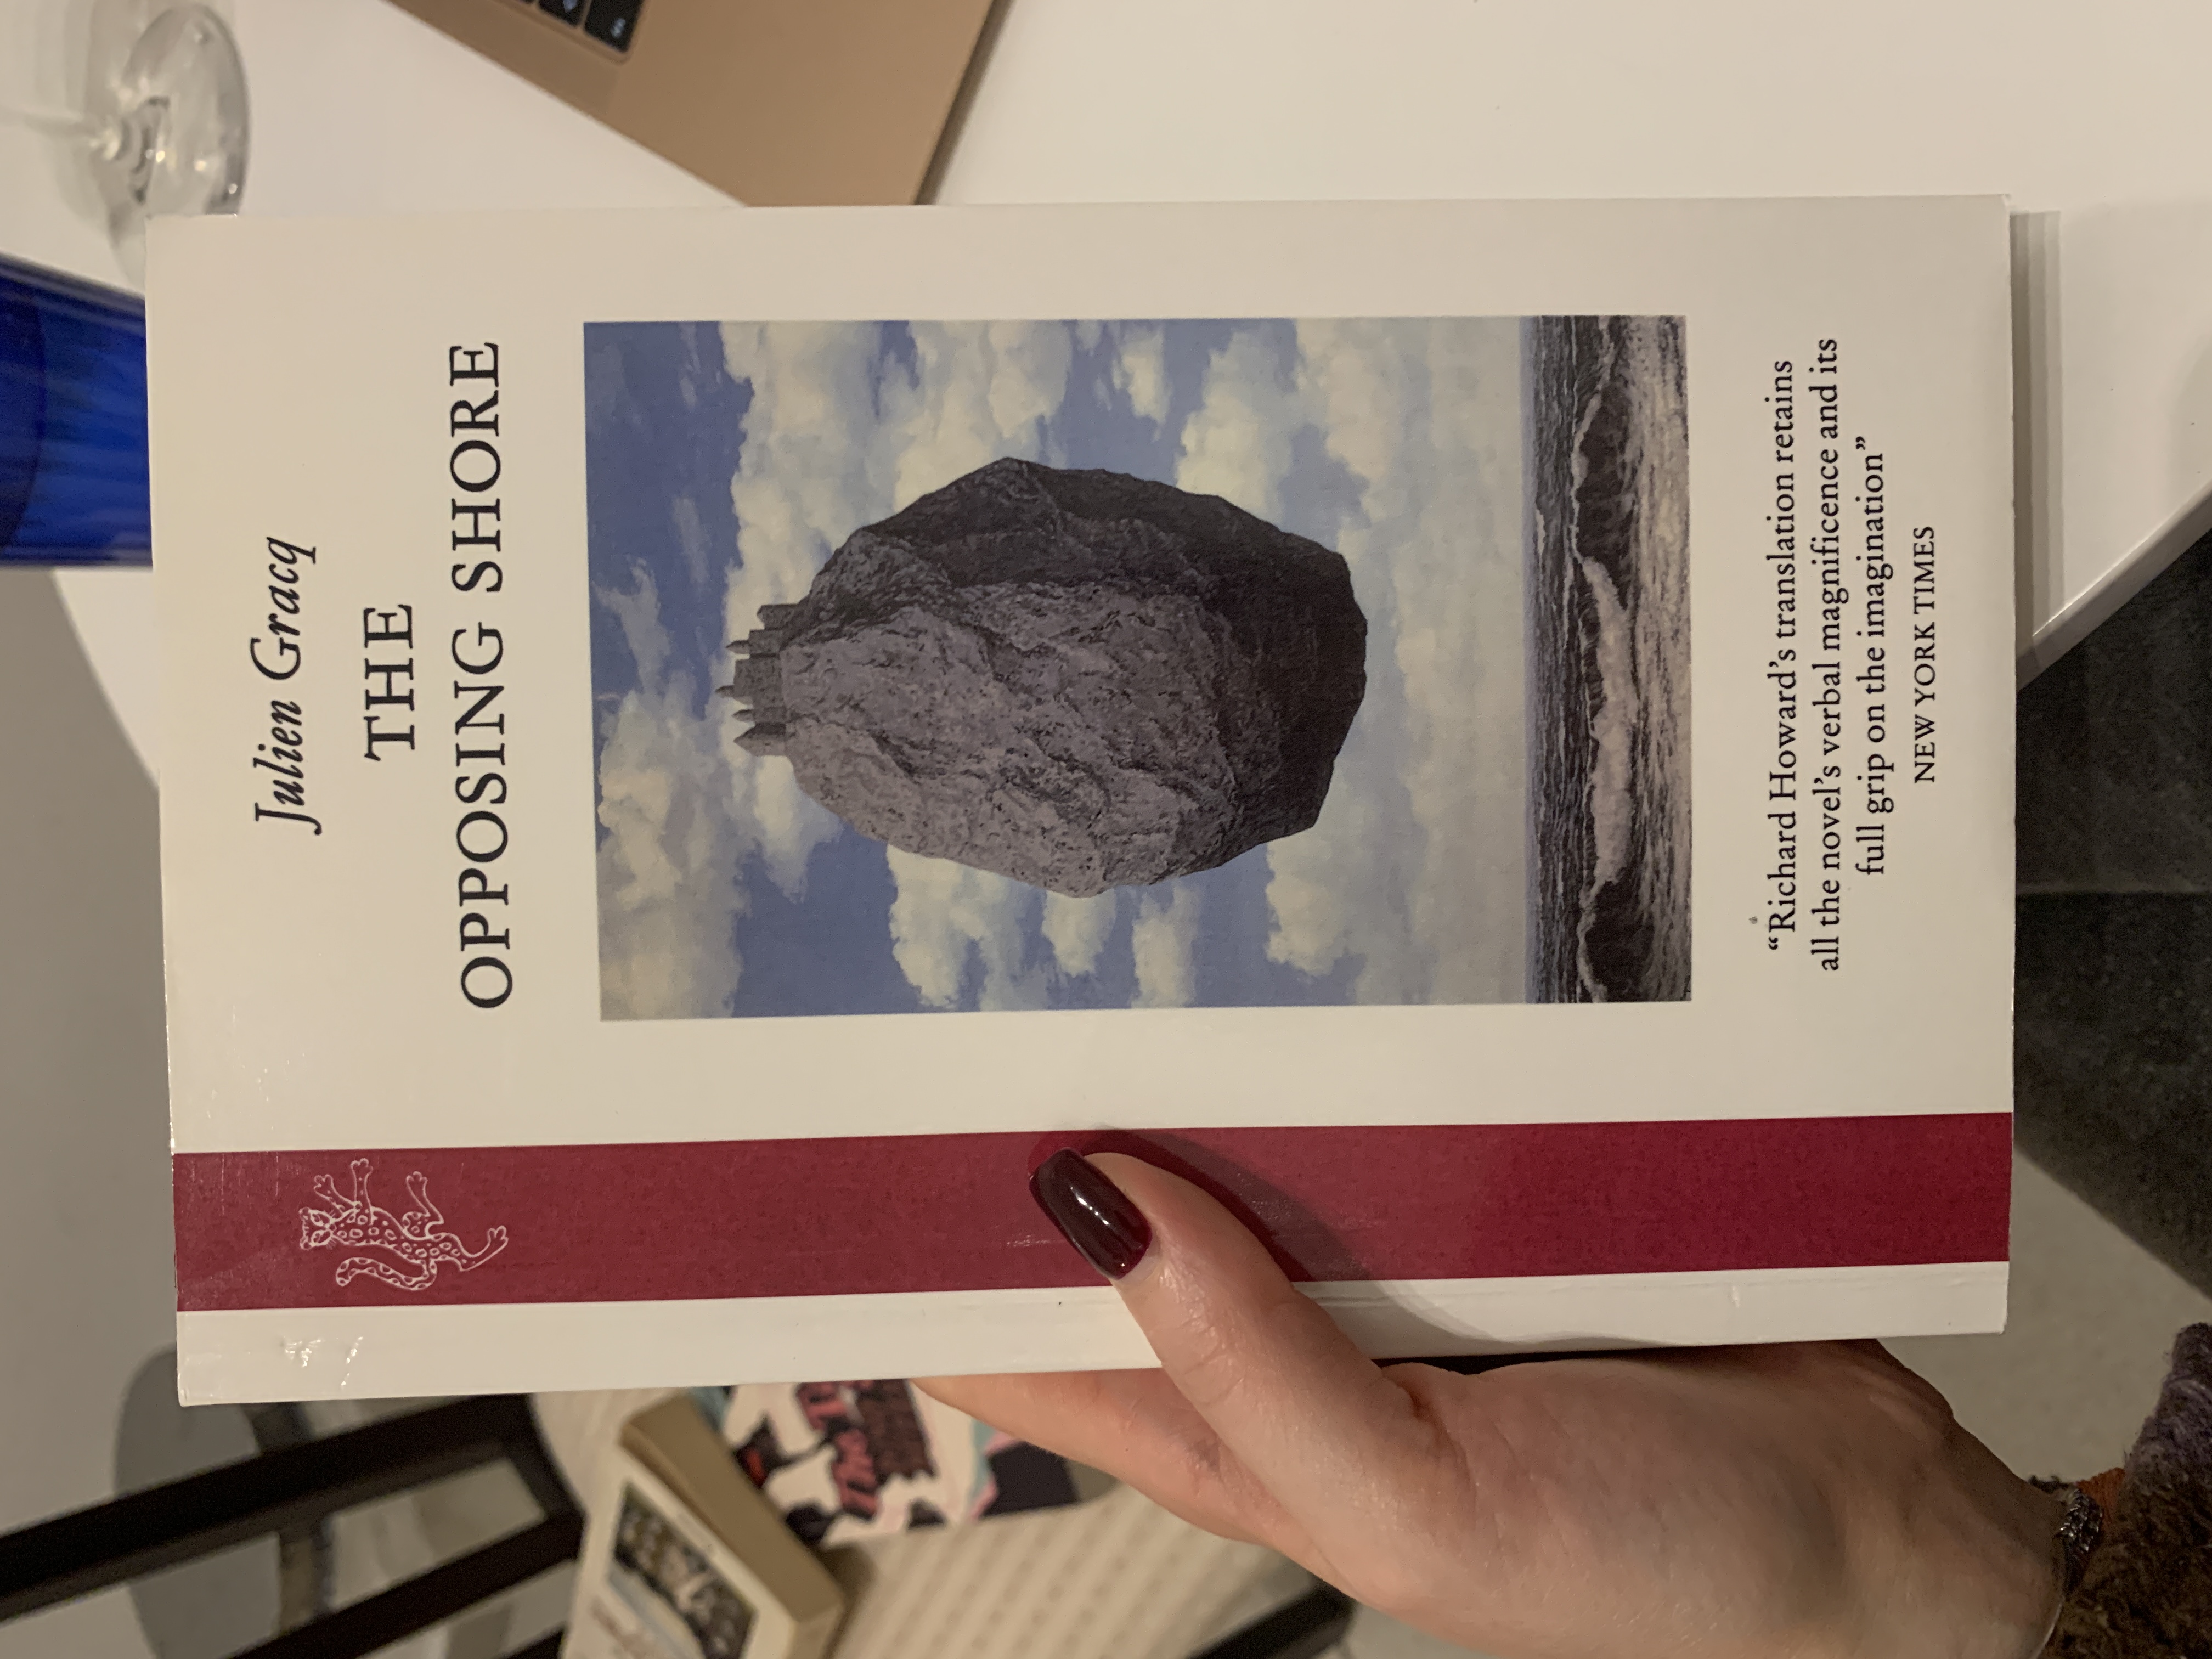 Julien Gracq
THE
OPPOSING SHORE
“Richard Howard’s translation retains
all the novel’s verbal magnificence and its
full grip on the imagination”
NEW YORK TIMES
The